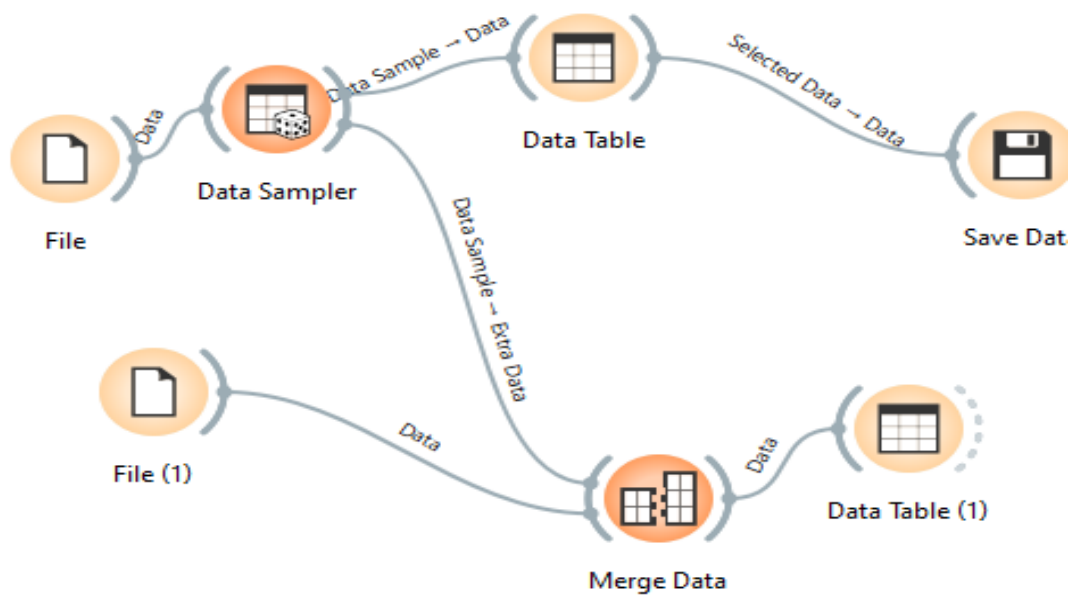 Data Sample → Data
Selected Data → Data
Data
Data Table
Data Sampler
File
Save Data
Data Sample → Extra Data
Data
File (1)
Data
Data Table (1)
Merge Data